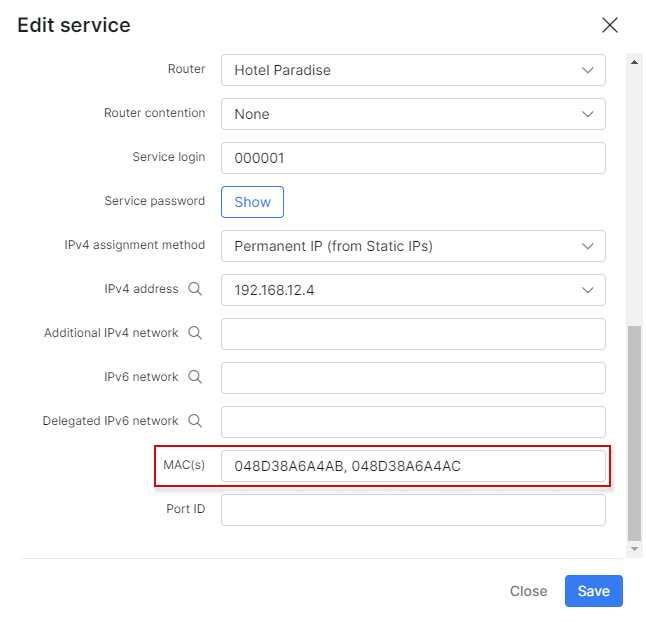 Edit service
Router Hotel Paradise
Router contention None
Service login 000001
Service password Show
IPv4 assignment method Permanent IP (from Static IPs)
IPv4 address 192.168.12.4
Additional IPv4 network
IPv6 network
Delegated IPv6 network
MAC(s) 048D38A6A4AB, 048D38A6A4AC
Port ID
Close Save